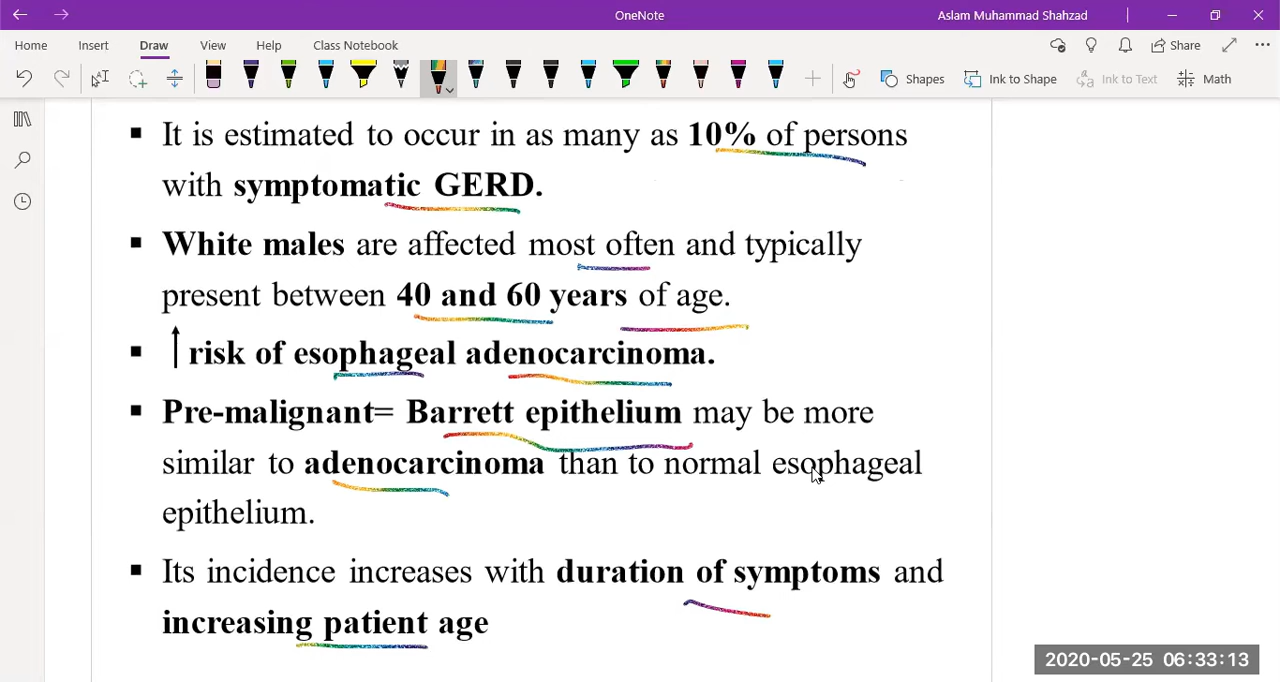 OneNote
Aslam Muhammad Shahzad
Home Insert Draw View Help Class Notebook
Share
Shapes Ink to Shape Ink to Text Math
▪ It is estimated to occur in as many as 10% of persons
with symptomatic GERD.
▪ White males are affected most often and typically
present between 40 and 60 years of age.
▪ ↑ risk of esophageal adenocarcinoma.
▪ Pre-malignant= Barrett epithelium may be more
similar to adenocarcinoma than to normal esophageal
epithelium.
▪ Its incidence increases with duration of symptoms and
increasing patient age
2020-05-25 06:33:13